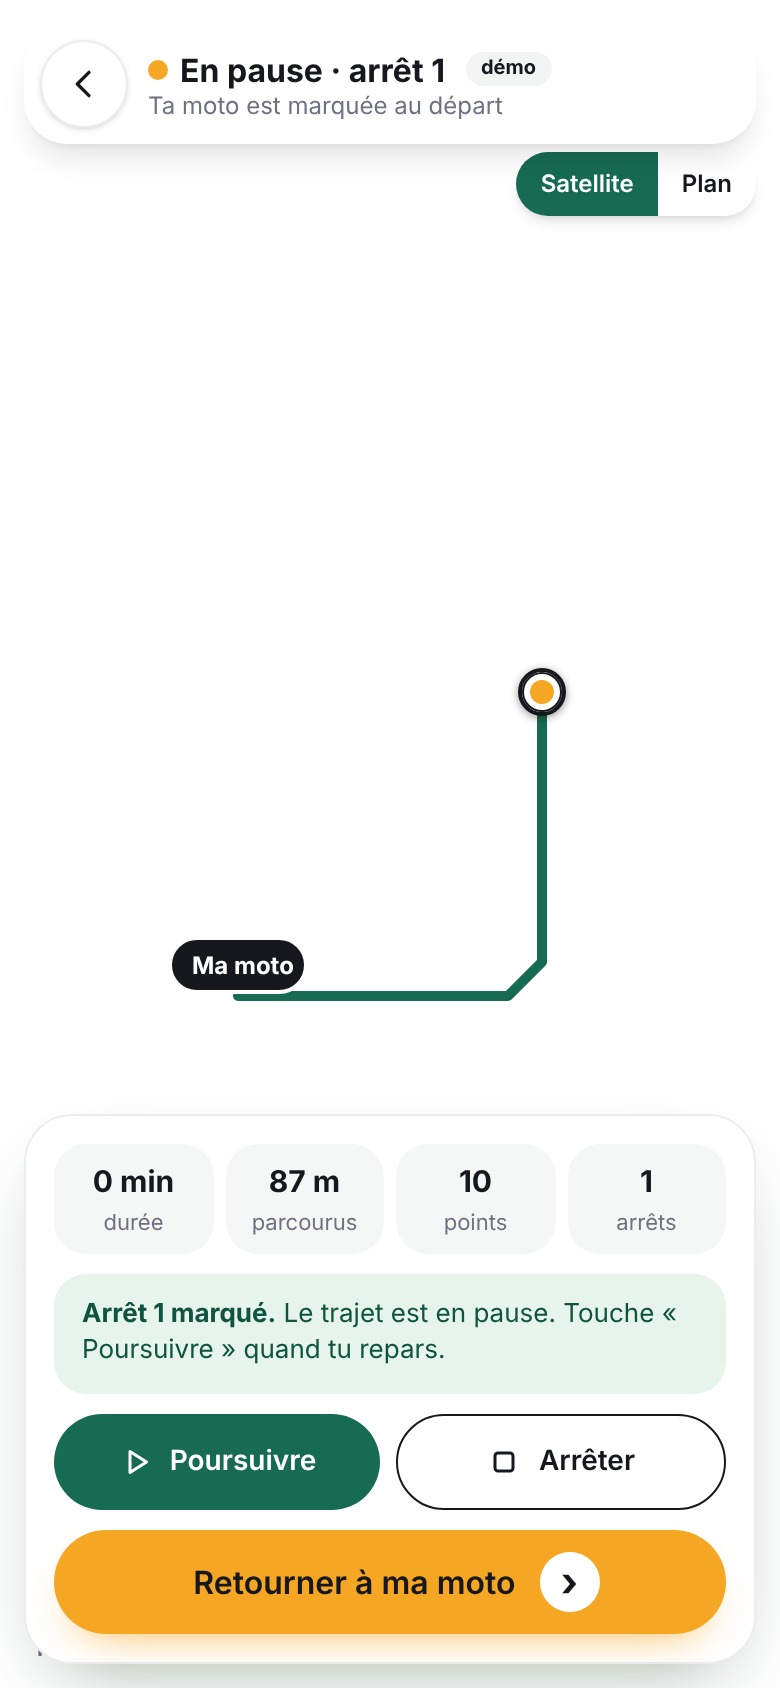 En pause · arrêt 1
démo
Ta moto est marquée au départ
Satellite
Plan
Ma moto
0 min
durée
87 m
parcourus
10
points
1
arrêts
Arrêt 1 marqué. Le trajet est en pause. Touche «
Poursuivre » quand tu repars.
Poursuivre
Arrêter
Retourner à ma moto